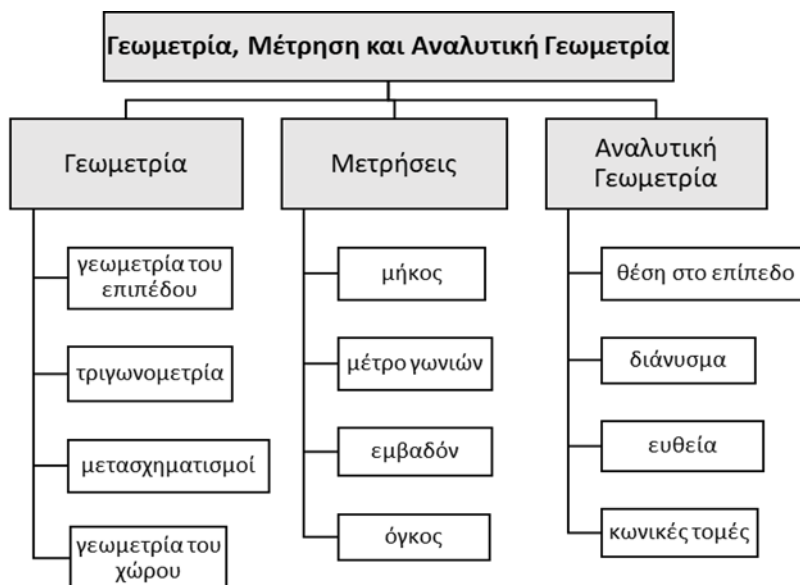 Γεωμετρία, Μέτρηση και Αναλυτική Γεωμετρία
Γεωμετρία
γεωμετρία του
επιπέδου
τριγωνομετρία
μετασχηματισμοί
γεωμετρία του
χώρου
Μετρήσεις
μήκος
μέτρο γωνιών
εμβαδόν
όγκος
Αναλυτική
Γεωμετρία
θέση στο επίπεδο
διάνυσμα
ευθεία
κωνικές τομές